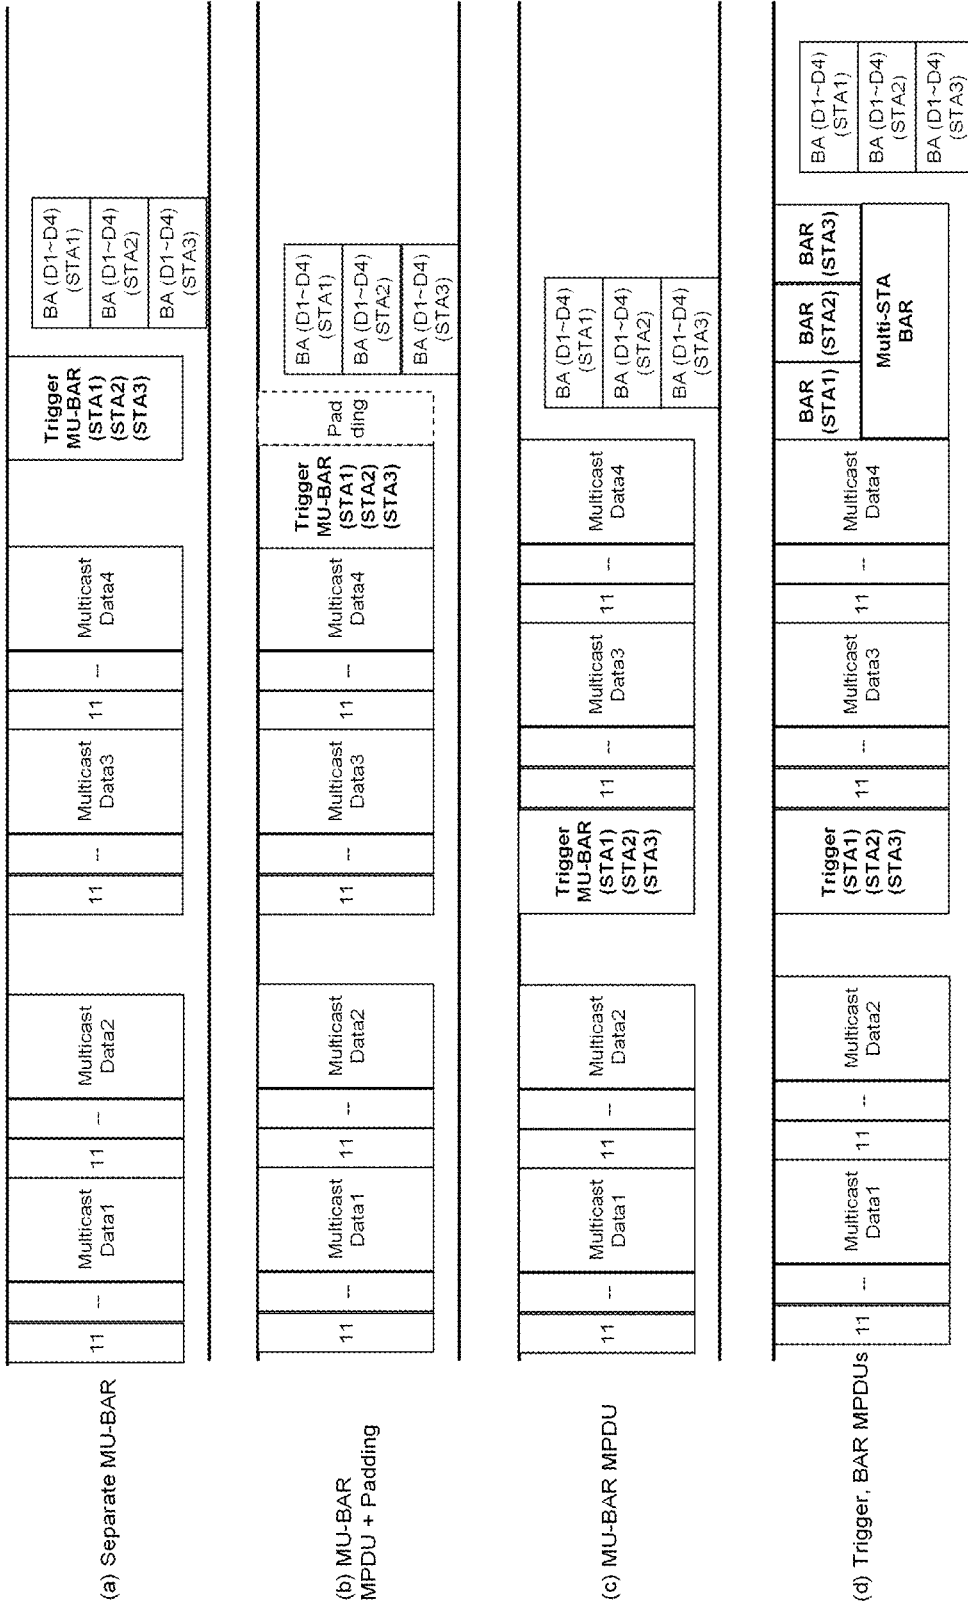 (a) Separate MU-BAR
11
--
Multicast
Data1
11
--
Multicast
Data2
11
--
Multicast
Data3
11
--
Multicast
Data4
Trigger
MU-BAR
(STA1)
(STA2)
(STA3)
BA (D1~D4)
(STA1)
BA (D1~D4)
(STA2)
BA (D1~D4)
(STA3)
(b) MU-BAR
MPDU + Padding
11
--
Multicast
Data1
11
--
Multicast
Data2
11
--
Multicast
Data3
11
--
Multicast
Data4
Trigger
MU-BAR
(STA1)
(STA2)
(STA3)
Pad
ding
BA (D1~D4)
(STA1)
BA (D1~D4)
(STA2)
BA (D1~D4)
(STA3)
(c) MU-BAR MPDU
11
--
Multicast
Data1
11
--
Multicast
Data2
Trigger
MU-BAR
(STA1)
(STA2)
(STA3)
11
--
Multicast
Data3
11
--
Multicast
Data4
BA (D1~D4)
(STA1)
BA (D1~D4)
(STA2)
BA (D1~D4)
(STA3)
(d) Trigger, BAR MPDUs
11
--
Multicast
Data1
11
--
Multicast
Data2
Trigger
(STA1)
(STA2)
(STA3)
11
--
Multicast
Data3
11
--
Multicast
Data4
BAR
(STA1)
BAR
(STA2)
BAR
(STA3)
Multi-STA
BAR
BA (D1~D4)
(STA1)
BA (D1~D4)
(STA2)
BA (D1~D4)
(STA3)